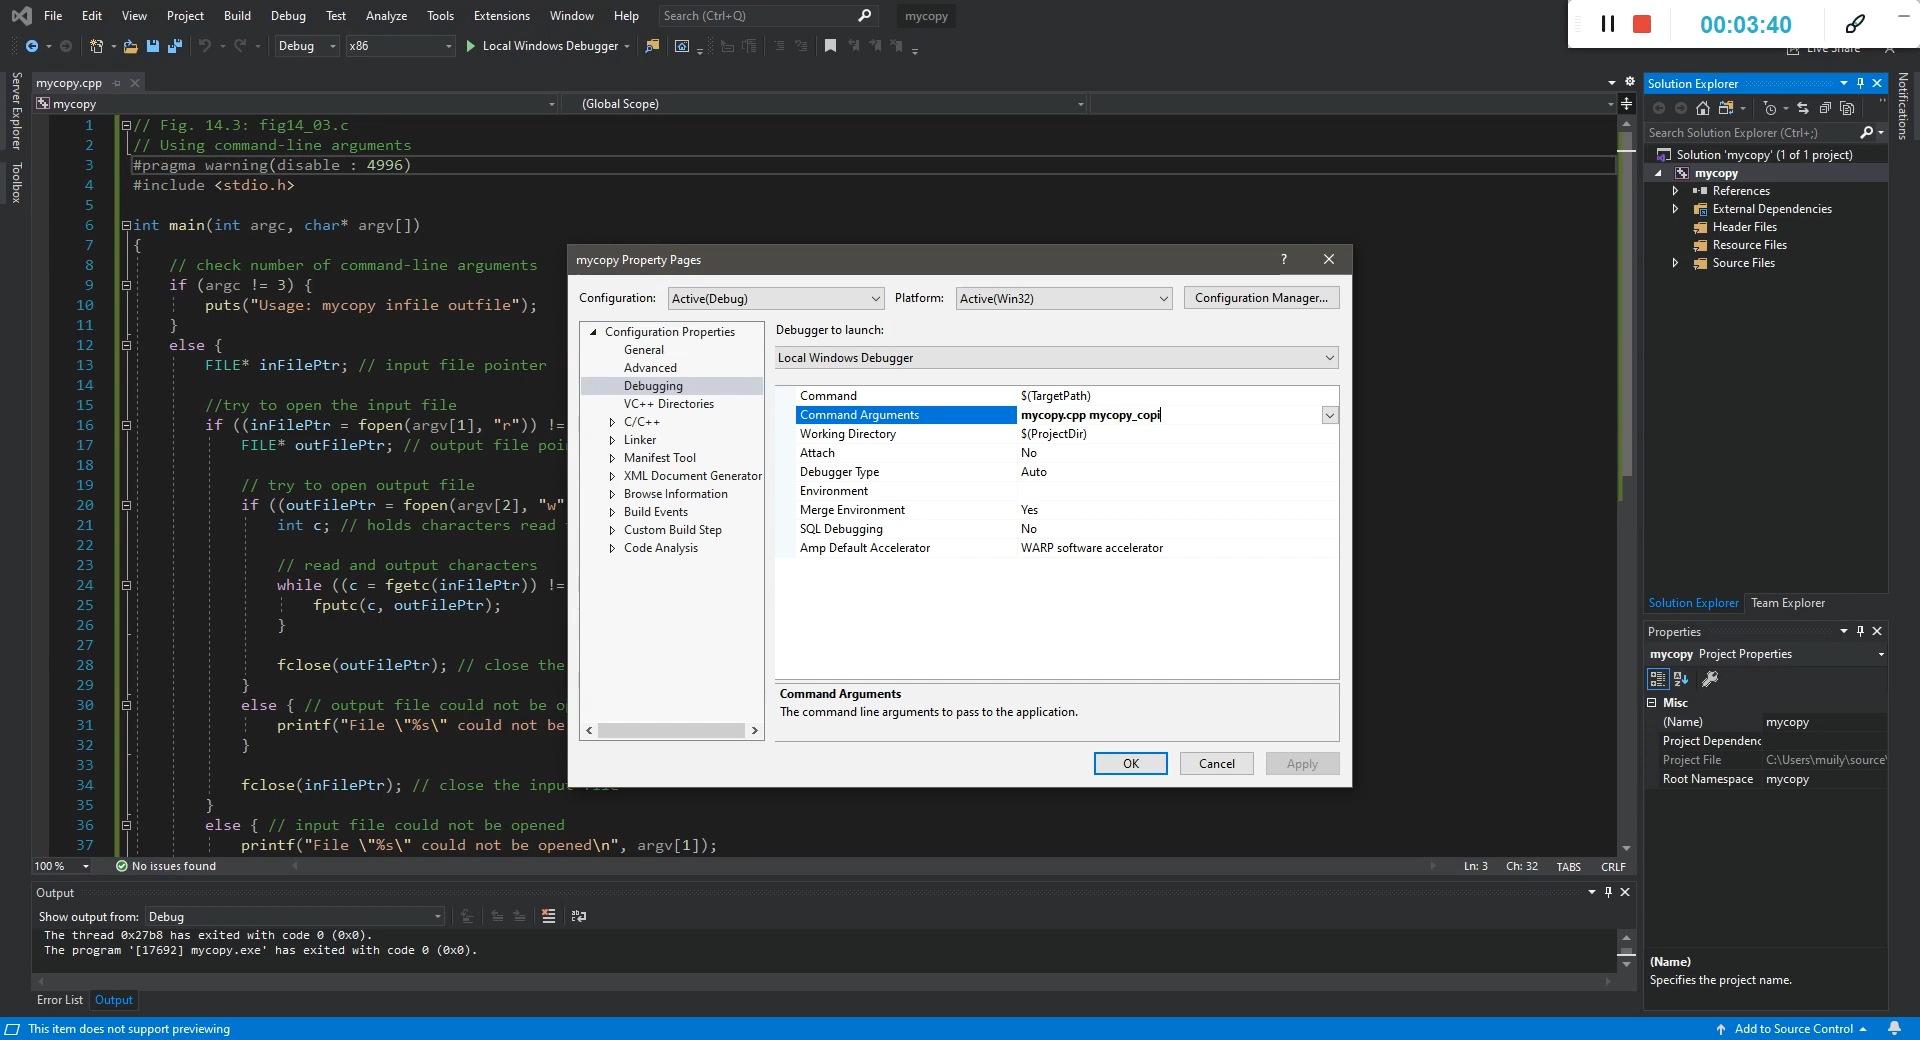 File Edit View Project Build Debug Test Analyze Tools Extensions Window Help Search (Ctrl+Q) mycopy
00:03:40
Debug x86 Local Windows Debugger
Live Share
Server Explorer
Toolbox
Notifications
mycopy.cpp
mycopy (Global Scope)
1 // Fig. 14.3: fig14_03.c
2 // Using command-line arguments
3 #pragma warning(disable : 4996)
4 #include <stdio.h>
5
6 int main(int argc, char* argv[])
7 {
8 // check number of command-line arguments
9 if (argc != 3) {
10 puts("Usage: mycopy infile outfile");
11 }
12 else {
13 FILE* inFilePtr; // input file pointer
14
15 //try to open the input file
16 if ((inFilePtr = fopen(argv[1], "r")) !=
17 FILE* outFilePtr; // output file poi
18
19 // try to open output file
20 if ((outFilePtr = fopen(argv[2], "w"
21 int c; // holds characters read
22
23 // read and output characters
24 while ((c = fgetc(inFilePtr)) !=
25 fputc(c, outFilePtr);
26 }
27
28 fclose(outFilePtr); // close the
29 }
30 else { // output file could not be o
31 printf("File \"%s\" could not be
32 }
33
34 fclose(inFilePtr); // close the input file
35 }
36 else { // input file could not be opened
37 printf("File \"%s\" could not be opened\n", argv[1]);
100 % No issues found Ln: 3 Ch: 32 TABS CRLF
mycopy Property Pages ?
Configuration: Active(Debug) Platform: Active(Win32) Configuration Manager...
Configuration Properties
General
Advanced
Debugging
VC++ Directories
C/C++
Linker
Manifest Tool
XML Document Generator
Browse Information
Build Events
Custom Build Step
Code Analysis
Debugger to launch:
Local Windows Debugger
Command $(TargetPath)
Command Arguments mycopy.cpp mycopy_copi
Working Directory $(ProjectDir)
Attach No
Debugger Type Auto
Environment
Merge Environment Yes
SQL Debugging No
Amp Default Accelerator WARP software accelerator
Command Arguments
The command line arguments to pass to the application.
OK Cancel Apply
Solution Explorer
Search Solution Explorer (Ctrl+;)
Solution 'mycopy' (1 of 1 project)
mycopy
References
External Dependencies
Header Files
Resource Files
Source Files
Solution Explorer Team Explorer
Properties
mycopy Project Properties
Misc
(Name) mycopy
Project Dependenc
Project File C:\Users\muily\source\
Root Namespace mycopy
(Name)
Specifies the project name.
Output
Show output from: Debug
The thread 0x27b8 has exited with code 0 (0x0).
The program '[17692] mycopy.exe' has exited with code 0 (0x0).
Error List Output
This item does not support previewing Add to Source Control